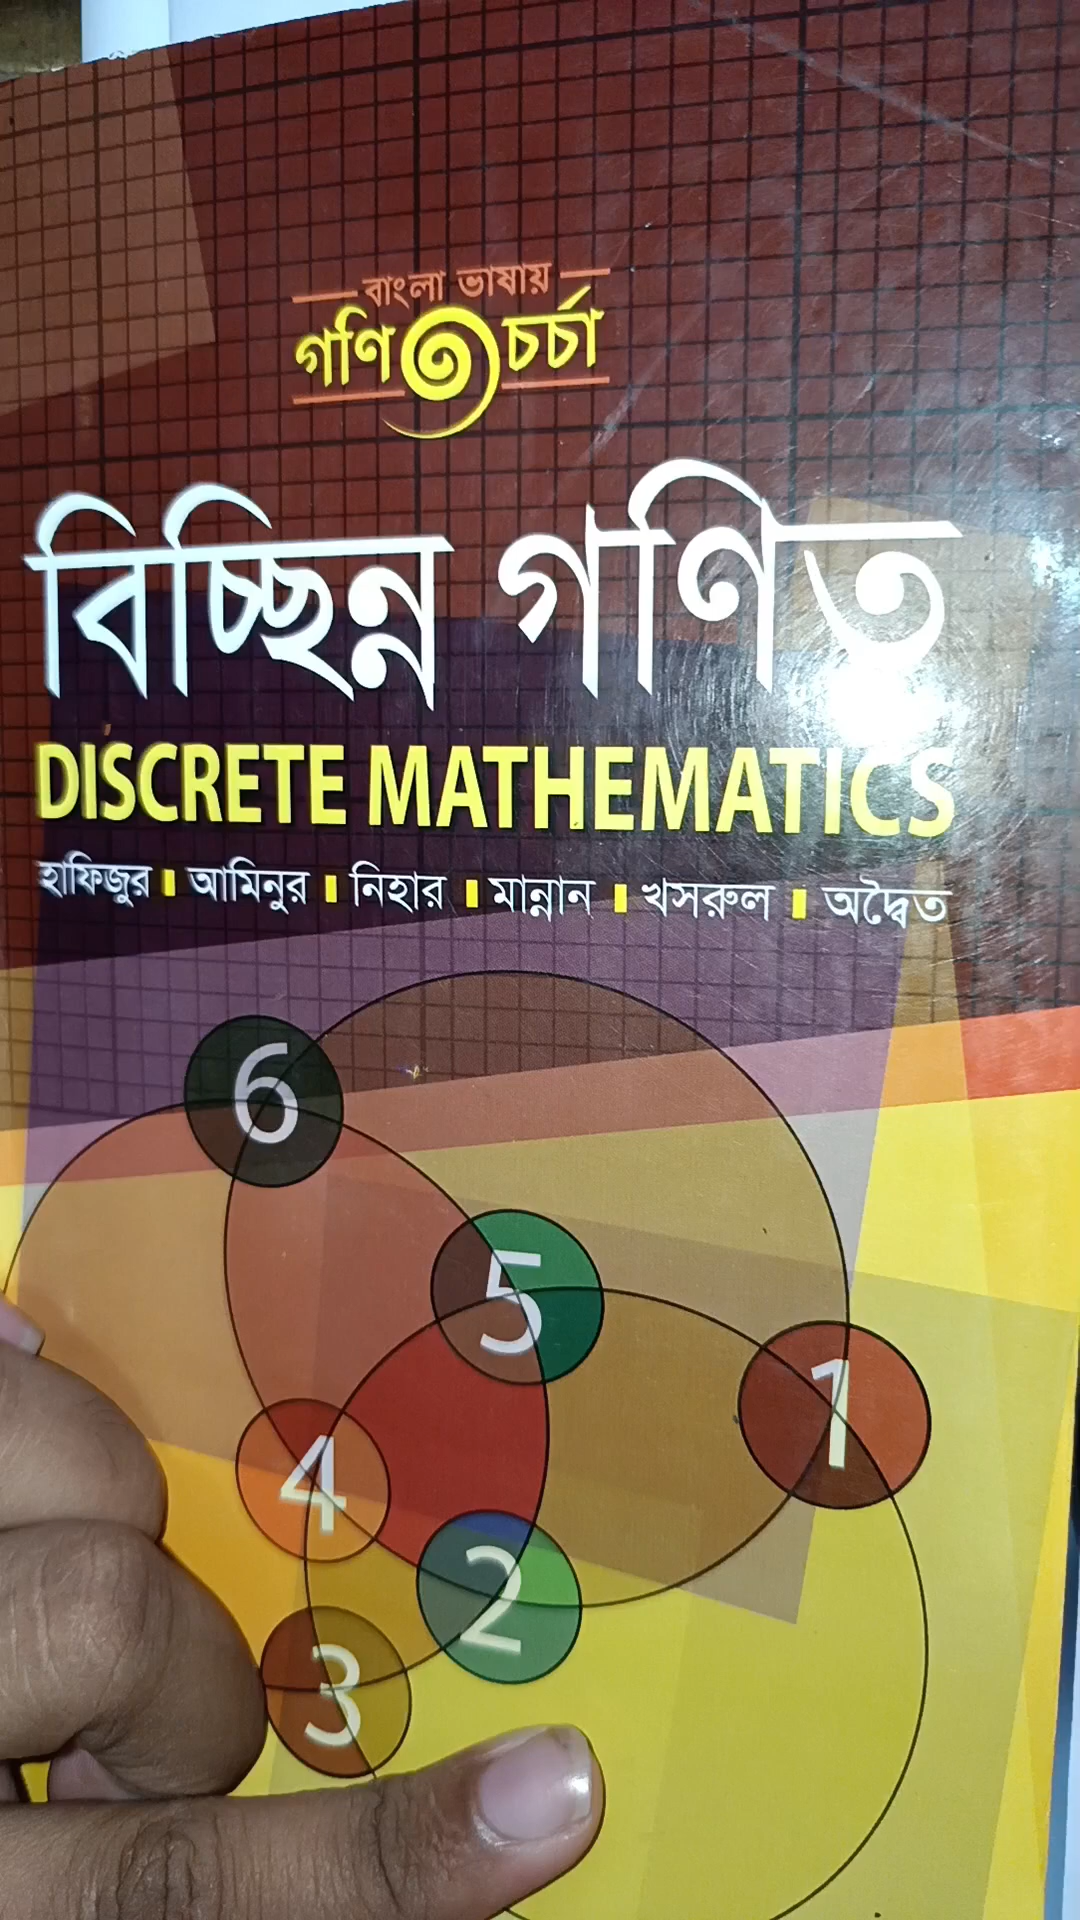 বাংলা ভাষায়
গণিত চর্চা
বিচ্ছিন্ন গণিত
DISCRETE MATHEMATICS
হাফিজুর ▮ আমিনুর ▮ নিহার ▮ মান্নান ▮ খসরুল ▮ অদ্বৈত
6
5
1
4
2
3